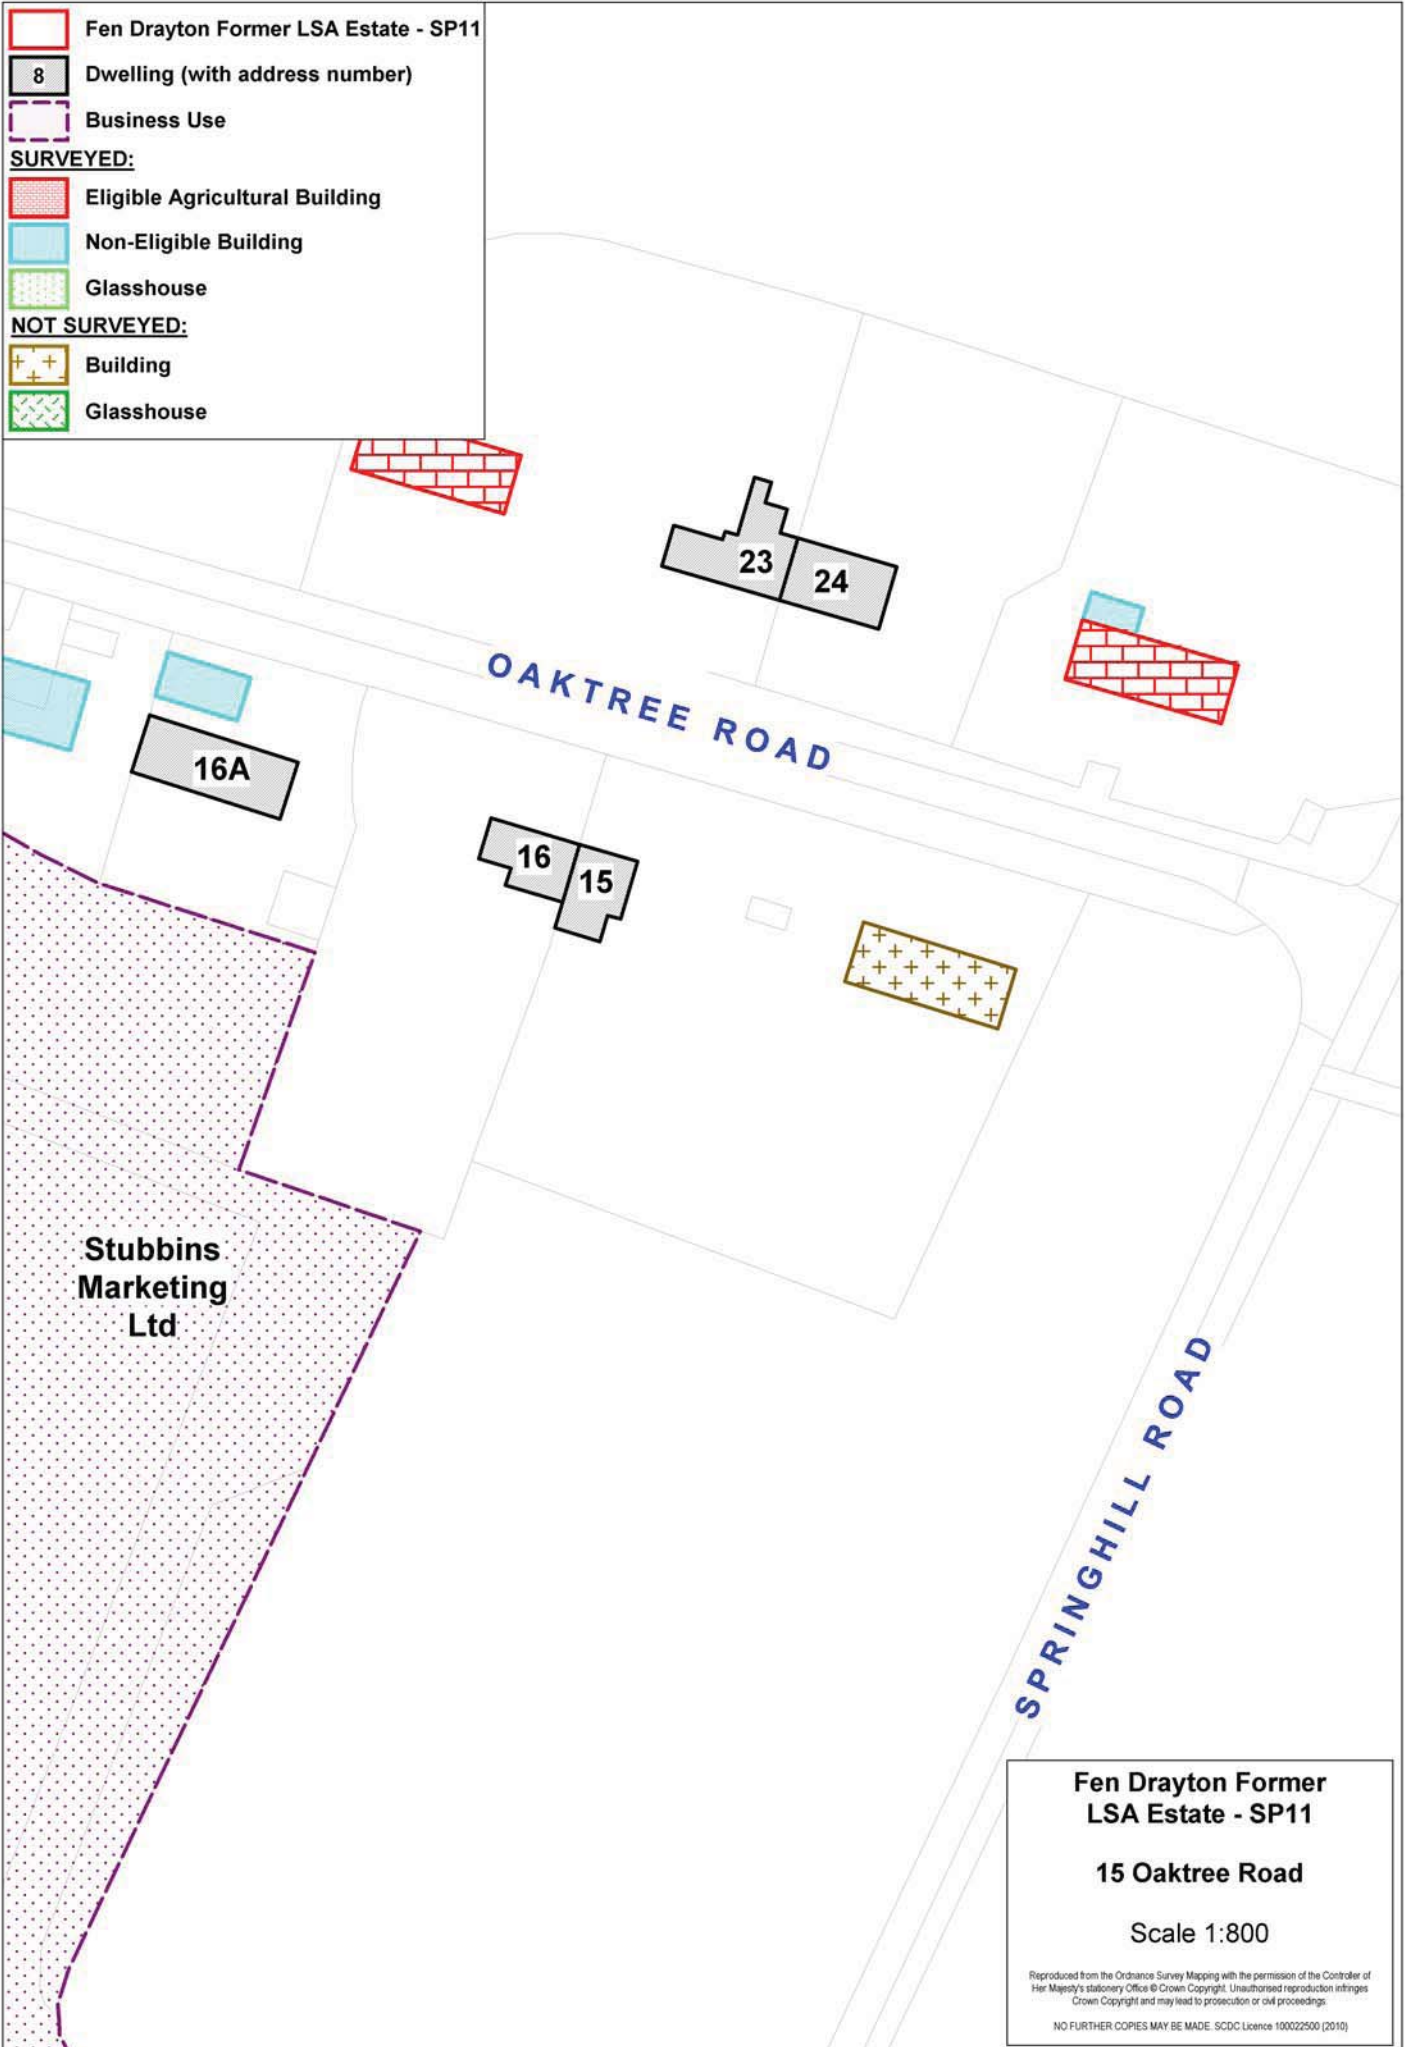 Fen Drayton Former LSA Estate - SP11
8 Dwelling (with address number)
Business Use
SURVEYED:
Eligible Agricultural Building
Non-Eligible Building
Glasshouse
NOT SURVEYED:
Building
Glasshouse
23
24
OAKTREE ROAD
16A
16
15
Stubbins
Marketing
Ltd
SPRINGHILL ROAD
Fen Drayton Former
LSA Estate - SP11
15 Oaktree Road
Scale 1:800
Reproduced from the Ordnance Survey Mapping with the permission of the Controller of
Her Majesty's stationery Office © Crown Copyright. Unauthorised reproduction infringes
Crown Copyright and may lead to prosecution or civil proceedings.
NO FURTHER COPIES MAY BE MADE. SCDC Licence 100022500 (2010)